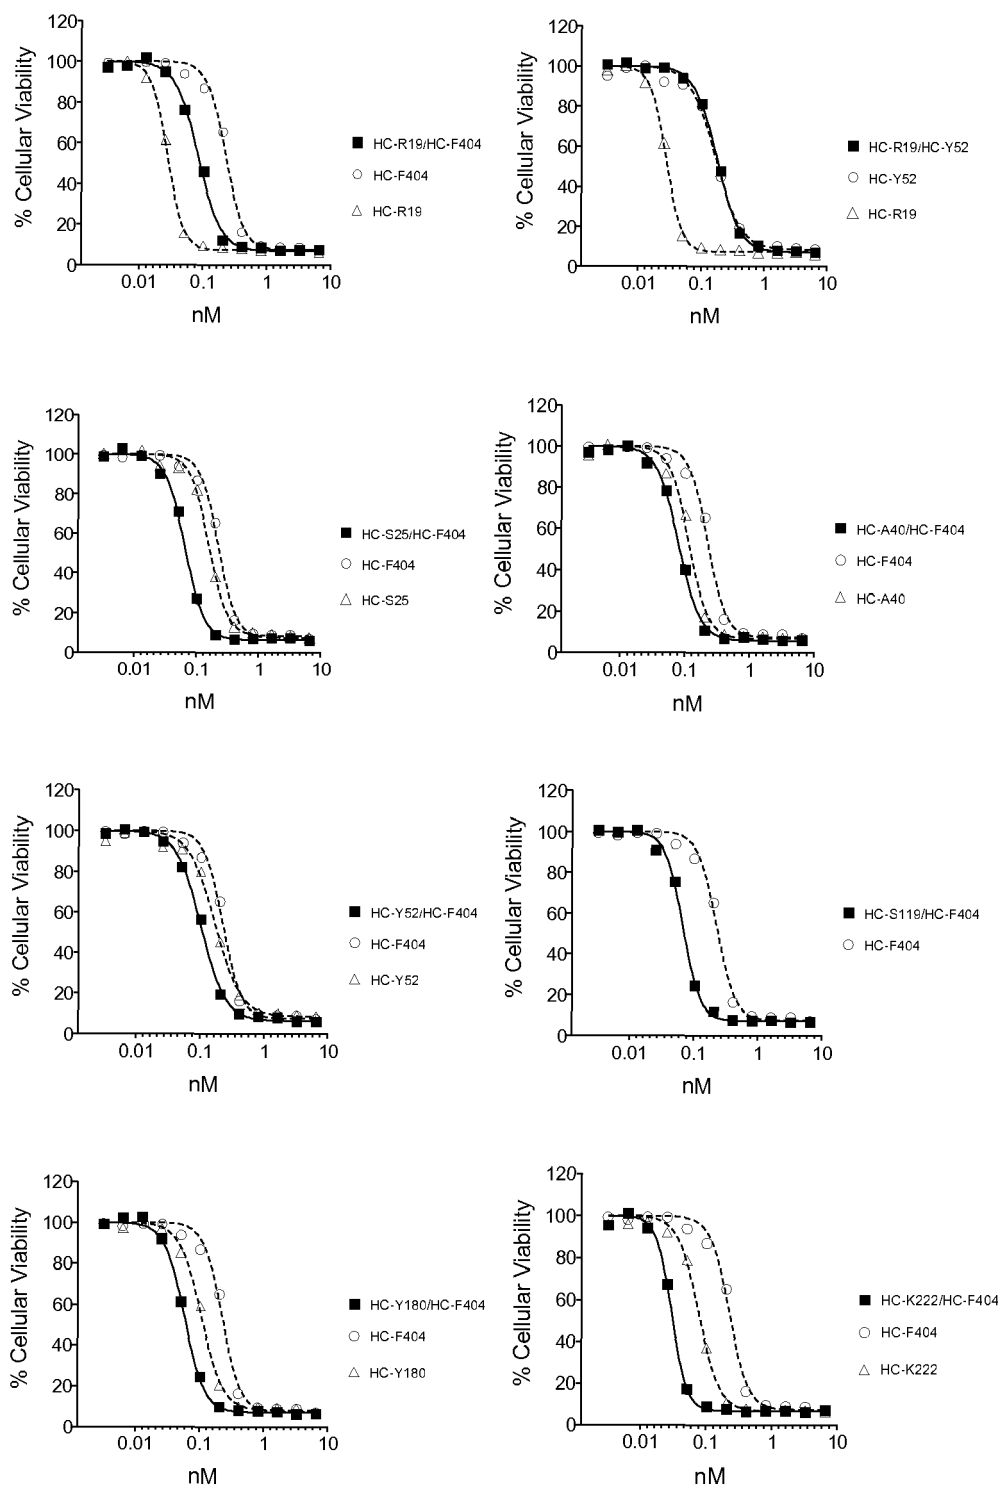 120
100
80
60
40
20
0
% Cellular Viability
0.01 0.1 1 10
nM
HC-R19/HC-F404
HC-F404
HC-R19
120
100
80
60
40
20
0
% Cellular Viability
0.01 0.1 1 10
nM
HC-R19/HC-Y52
HC-Y52
HC-R19
120
100
80
60
40
20
0
% Cellular Viability
0.01 0.1 1 10
nM
HC-S25/HC-F404
HC-F404
HC-S25
120
100
80
60
40
20
0
% Cellular Viability
0.01 0.1 1 10
nM
HC-A40/HC-F404
HC-F404
HC-A40
120
100
80
60
40
20
0
% Cellular Viability
0.01 0.1 1 10
nM
HC-Y52/HC-F404
HC-F404
HC-Y52
120
100
80
60
40
20
0
% Cellular Viability
0.01 0.1 1 10
nM
HC-S119/HC-F404
HC-F404
120
100
80
60
40
20
0
% Cellular Viability
0.01 0.1 1 10
nM
HC-Y180/HC-F404
HC-F404
HC-Y180
120
100
80
60
40
20
0
% Cellular Viability
0.01 0.1 1 10
nM
HC-K222/HC-F404
HC-F404
HC-K222